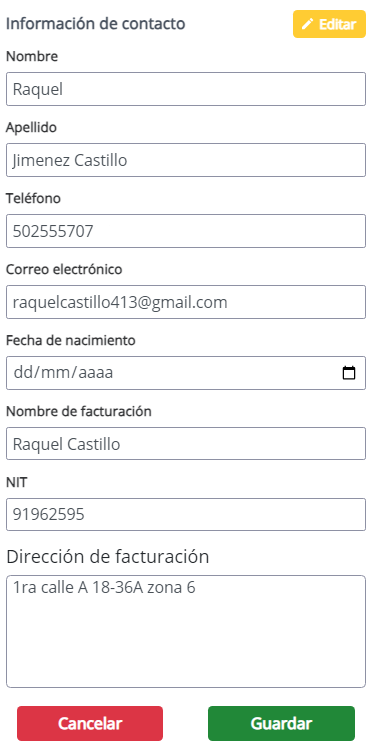 Información de contacto
Editar
Nombre
Raquel
Apellido
Jimenez Castillo
Teléfono
502555707
Correo electrónico
raquelcastillo413@gmail.com
Fecha de nacimiento
dd/mm/aaaa
Nombre de facturación
Raquel Castillo
NIT
91962595
Dirección de facturación
1ra calle A 18-36A zona 6
Cancelar
Guardar